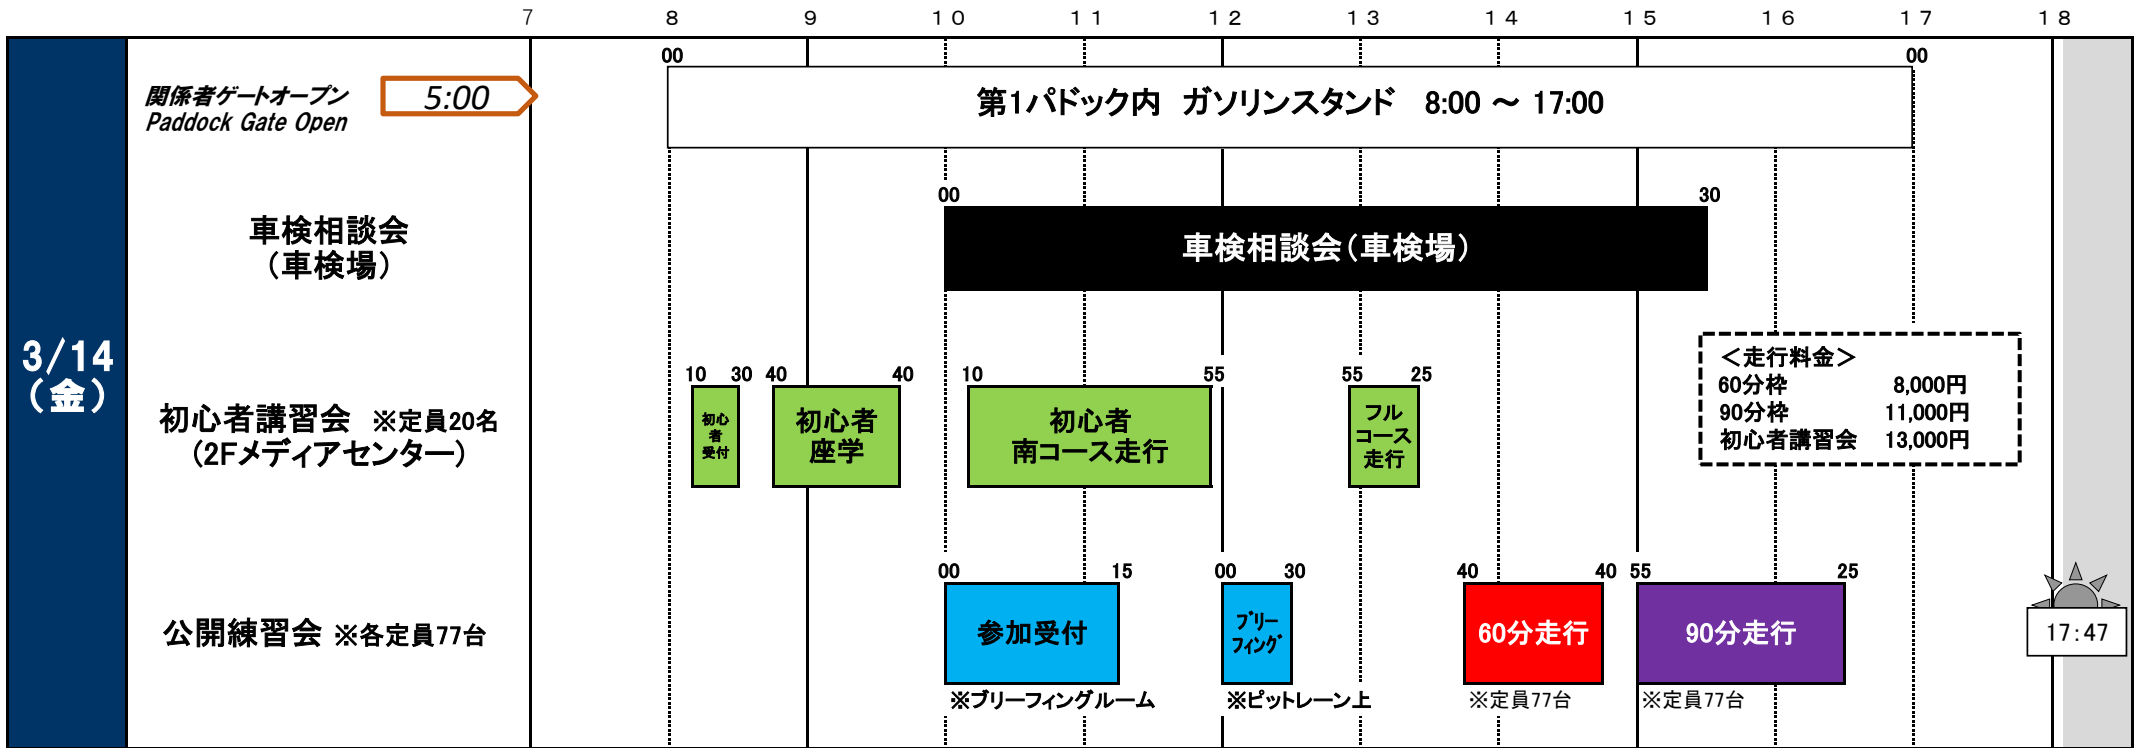 7 8 9 10 11 12 13 14 15 16 17 18
00 00
関係者ゲートオープン
Paddock Gate Open
5:00
第1パドック内 ガソリンスタンド 8:00 ～ 17:00
00 30
車検相談会
（車検場）
車検相談会（車検場）
3/14
（金）
＜走行料金＞
60分枠 8,000円
90分枠 11,000円
初心者講習会 13,000円
10 30 40 40 10 55 55 25
初心者講習会 ※定員20名
（2Fメディアセンター）
初心
者
受付
初心者
座学
初心者
南コース走行
フル
コース
走行
00 15 00 30 40 40 55 25
公開練習会 ※各定員77台
参加受付
ﾌﾞﾘｰ
ﾌｨﾝｸﾞ
60分走行
90分走行
17:47
※ブリーフィングルーム
※ピットレーン上
※定員77台
※定員77台